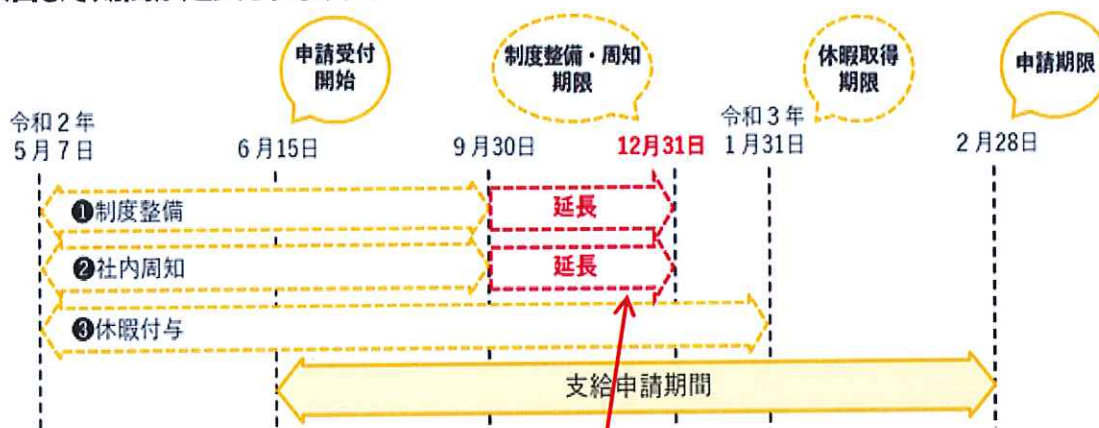 申請受付
開始
制度整備・周知
期限
休暇取得
期限
申請期限
令和2年
5月7日
6月15日
9月30日
12月31日
令和3年
1月31日
2月28日
❶制度整備
延長
❷社内周知
延長
❸休暇付与
支給申請期間